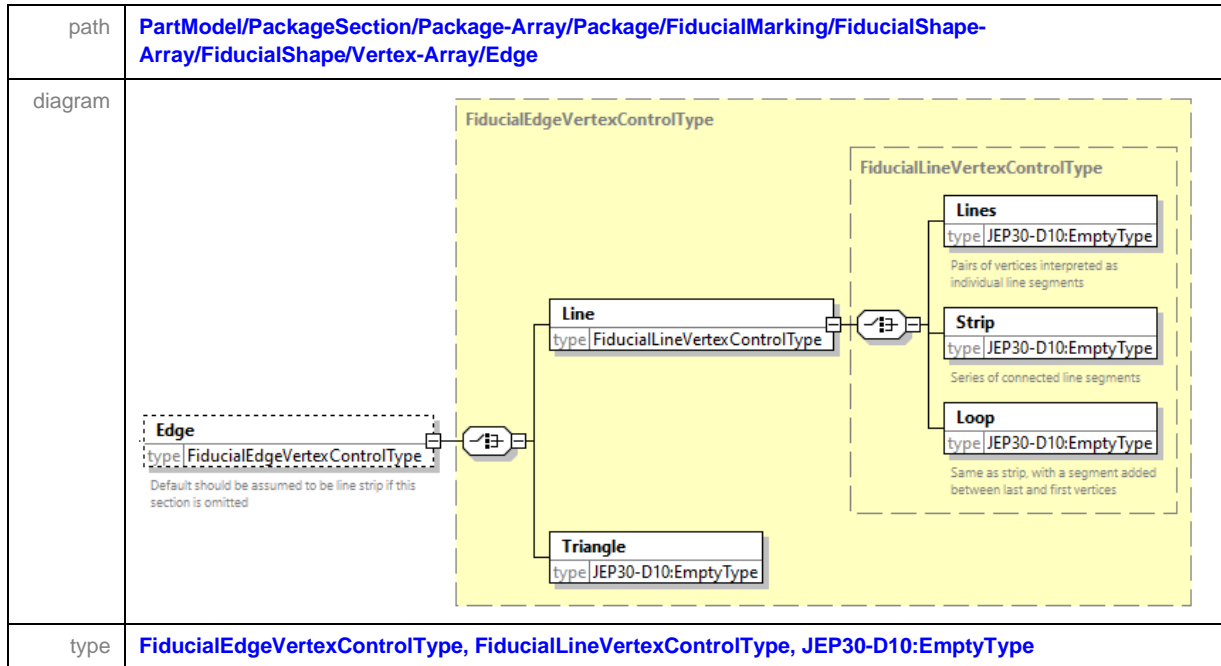 path
PartModel/PackageSection/Package-Array/Package/FiducialMarking/FiducialShape-
Array/FiducialShape/Vertex-Array/Edge
diagram
FiducialEdgeVertexControlType
FiducialLineVertexControlType
Lines
type JEP30-D10:EmptyType
Pairs of vertices interpreted as
individual line segments
Line
type FiducialLineVertexControlType
Strip
type JEP30-D10:EmptyType
Series of connected line segments
Edge
type FiducialEdgeVertexControlType
Default should be assumed to be line strip if this
section is omitted
Loop
type JEP30-D10:EmptyType
Same as strip, with a segment added
between last and first vertices
Triangle
type JEP30-D10:EmptyType
type
FiducialEdgeVertexControlType, FiducialLineVertexControlType, JEP30-D10:EmptyType